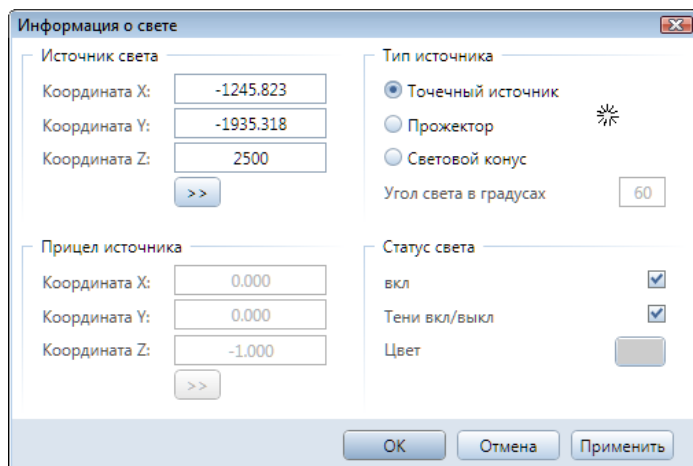 Информация о свете
Источник света
Координата X: -1245.823
Координата Y: -1935.318
Координата Z: 2500
>>
Тип источника
Точечный источник
Прожектор
Световой конус
Угол света в градусах 60
Прицел источника
Координата X: 0.000
Координата Y: 0.000
Координата Z: -1.000
>>
Статус света
вкл
Тени вкл/выкл
Цвет
OK Отмена Применить